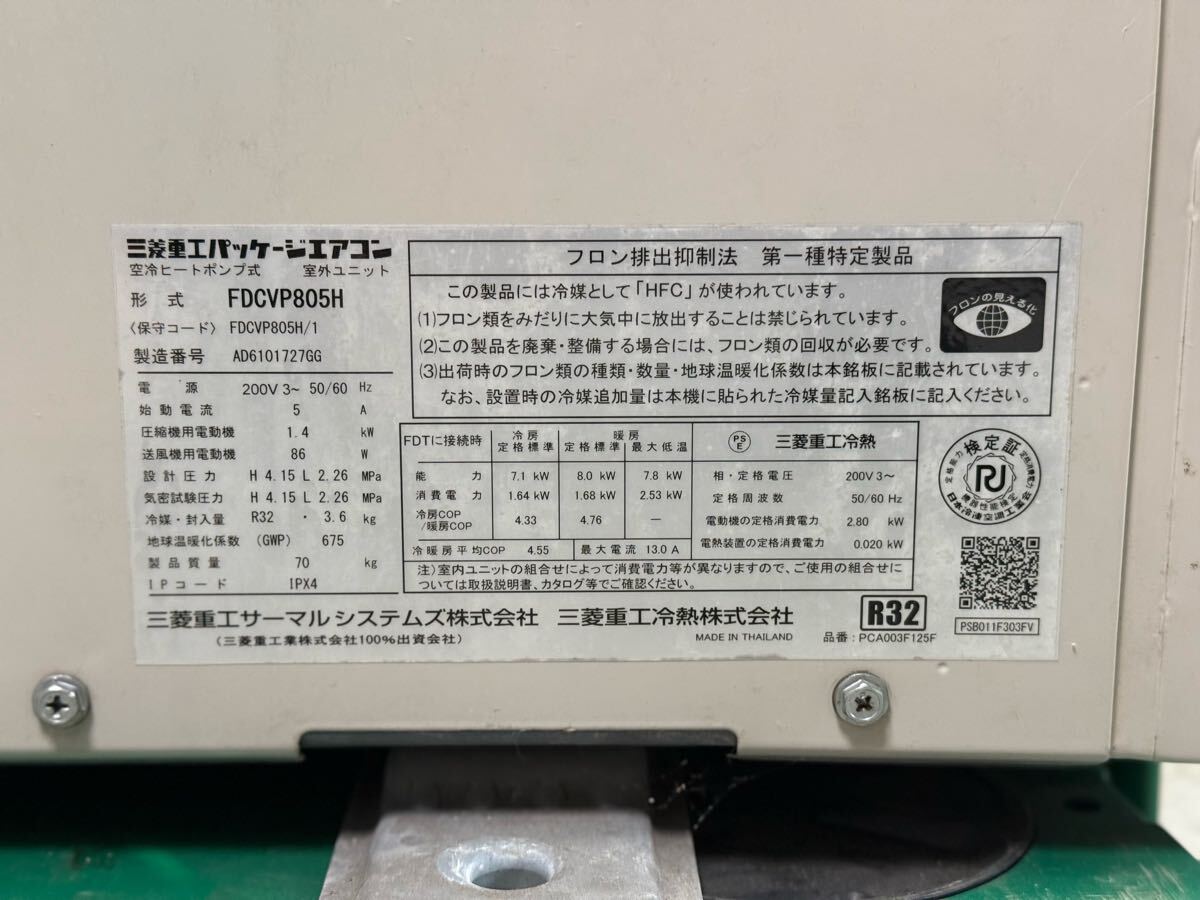 三菱重工パッケージエアコン
空冷ヒートポンプ式 室外ユニット
形 式 FDCVP805H
〈保守コード〉 FDCVP805H/1
製造番号 AD6101727GG
電 源 200V 3~ 50/60 Hz
始動電流 5 A
圧縮機用電動機 1.4 kW
送風機用電動機 86 W
設計圧力 H 4.15 L 2.26 MPa
気密試験圧力 H 4.15 L 2.26 MPa
冷媒・封入量 R32 ・ 3.6 kg
地球温暖化係数 (GWP) 675
製品質量 70 kg
IPコード IPX4
フロン排出抑制法 第一種特定製品
この製品には冷媒として「HFC」が使われています。
(1)フロン類をみだりに大気中に放出することは禁じられています。
(2)この製品を廃棄・整備する場合には、フロン類の回収が必要です。
(3)出荷時のフロン類の種類・数量・地球温暖化係数は本銘板に記載されています。
なお、設置時の冷媒追加量は本機に貼られた冷媒量記入銘板に記入ください。
フロンの見える化
FDTに接続時 冷房 暖房
定格標準 定格標準 最大低温
能 力 7.1 kW 8.0 kW 7.8 kW
消費電力 1.64 kW 1.68 kW 2.53 kW
冷房COP
/暖房COP 4.33 4.76 —
冷暖房平均COP 4.55 最大電流 13.0 A
PS
E 三菱重工冷熱
相・定格電圧 200V 3~
定格周波数 50/60 Hz
電動機の定格消費電力 2.80 kW
電熱装置の定格消費電力 0.020 kW
注)室内ユニットの組合せによって消費電力等が異なりますので、ご使用の組合せに
ついては取扱説明書、カタログ等でご確認ください。
検定証
定格能力
定格消費電力
日本冷凍空調工業会
三菱重工サーマルシステムズ株式会社 三菱重工冷熱株式会社
(三菱重工業株式会社100%出資会社)
MADE IN THAILAND
R32
品番:PCA003F125F
PSB011F303FV